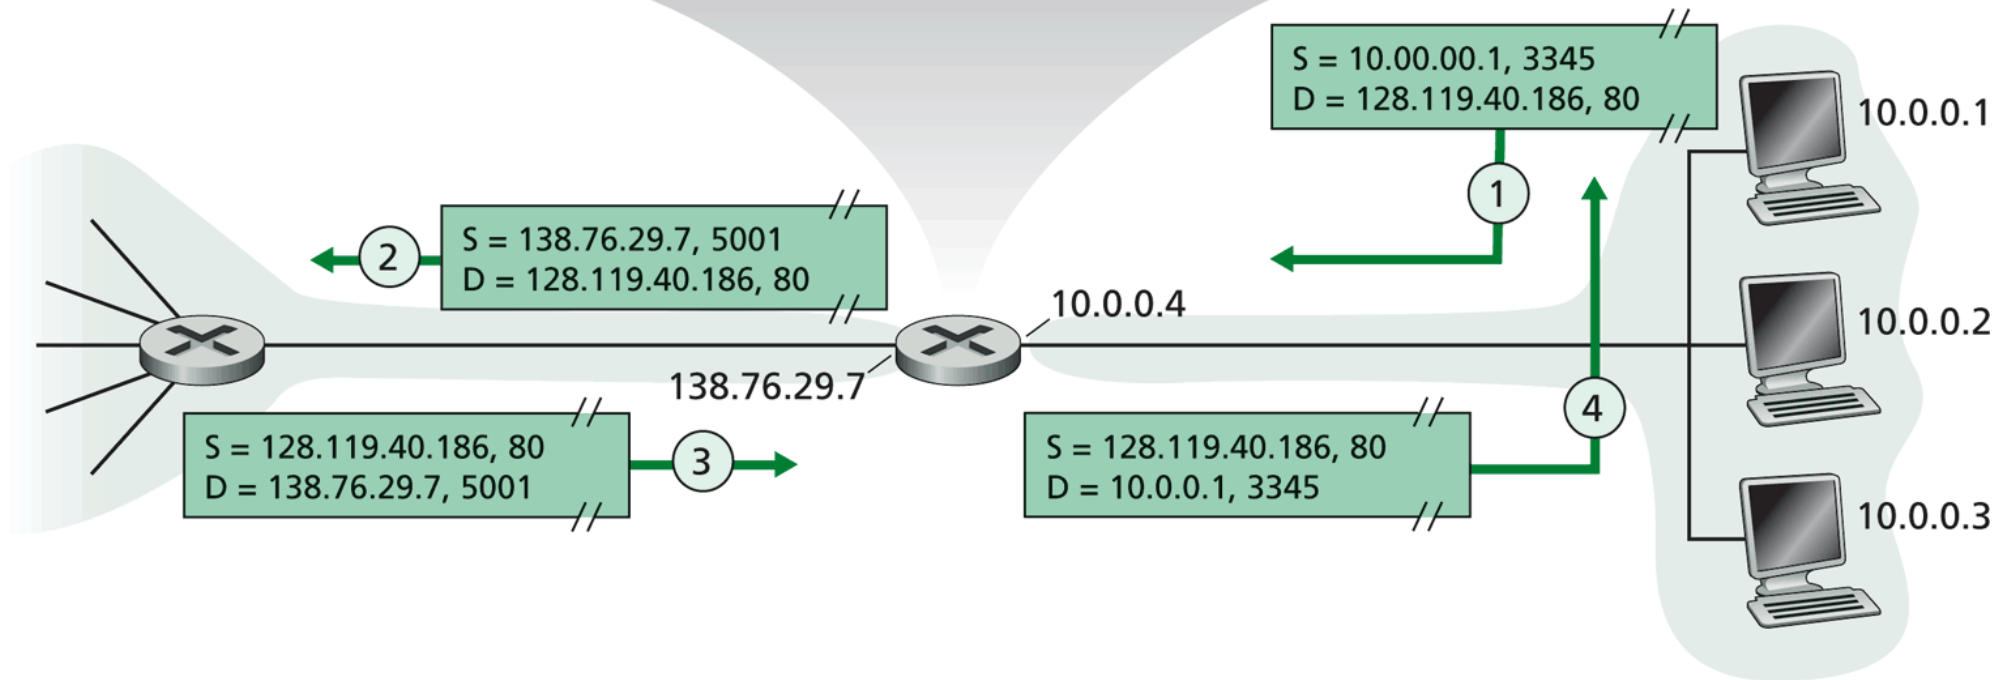 S = 10.00.00.1, 3345
D = 128.119.40.186, 80
10.0.0.1
1
2
S = 138.76.29.7, 5001
D = 128.119.40.186, 80
10.0.0.4
10.0.0.2
138.76.29.7
4
S = 128.119.40.186, 80
D = 138.76.29.7, 5001
3
S = 128.119.40.186, 80
D = 10.0.0.1, 3345
10.0.0.3